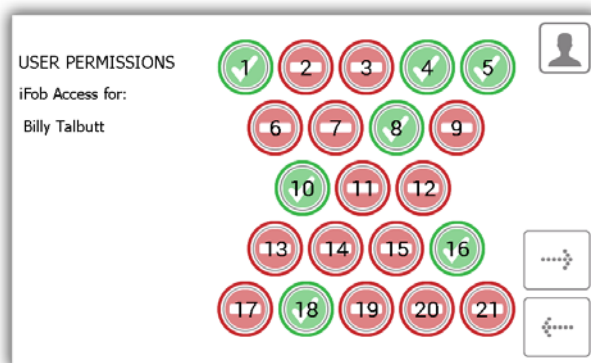 USER PERMISSIONS
iFob Access for:
Billy Talbutt
1 2 3 4 5
6 7 8 9
10 11 12
13 14 15 16
17 18 19 20 21